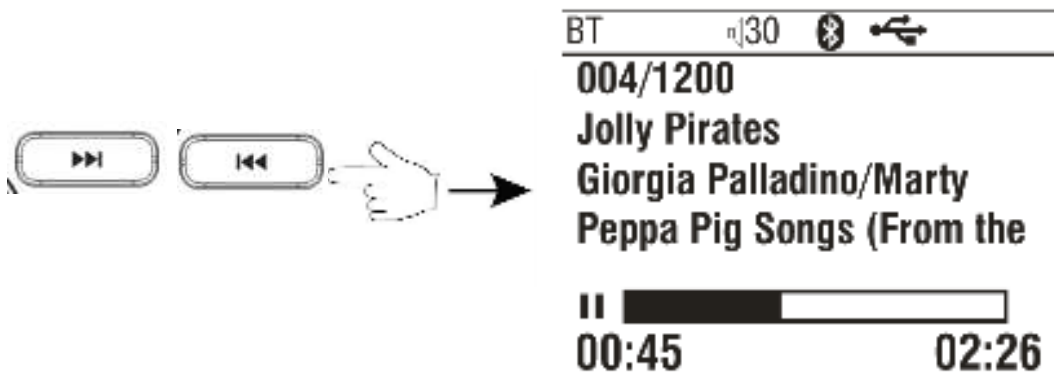 BT 30
004/1200
Jolly Pirates
Giorgia Palladino/Marty
Peppa Pig Songs (From the
00:45 02:26